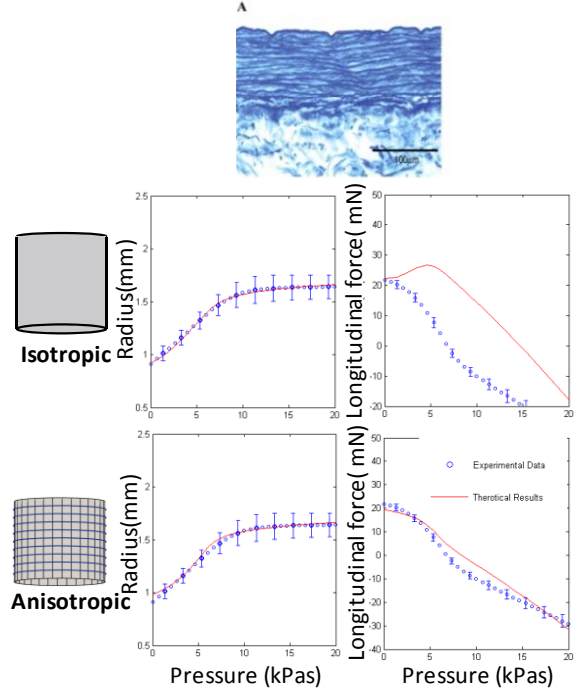 A
100μm
Isotropic
Radius(mm)
2.5
2
1.5
1
0.5
0 5 10 15 20
Longitudinal force( mN)
50
40
30
20
10
0
-10
-20
0 5 10 15 20
Anisotropic
Radius(mm)
2.5
2
1.5
1
0.5
0 5 10 15 20
Pressure (kPas)
Longitudinal force( mN)
50
40
30
20
10
0
-10
-20
-30
-40
0 5 10 15 20
Experimental Data
Therotical Results
Pressure (kPas)